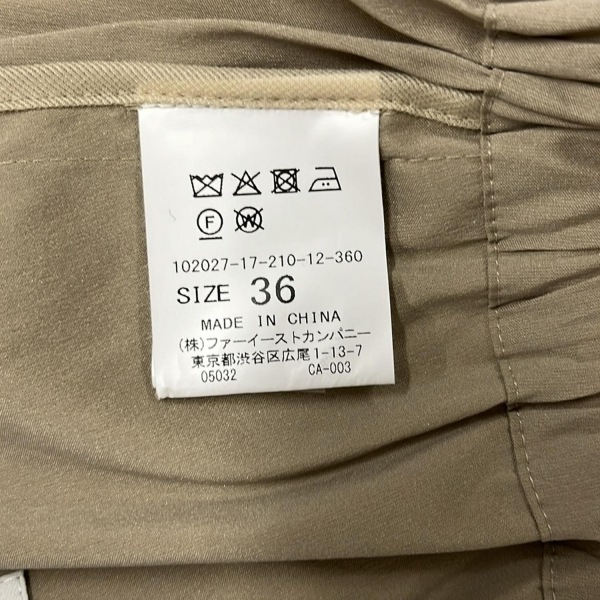 F W
102027-17-210-12-360
SIZE 36
MADE IN CHINA
(株)ファーイーストカンパニー
東京都渋谷区広尾1-13-7
05032 CA-003